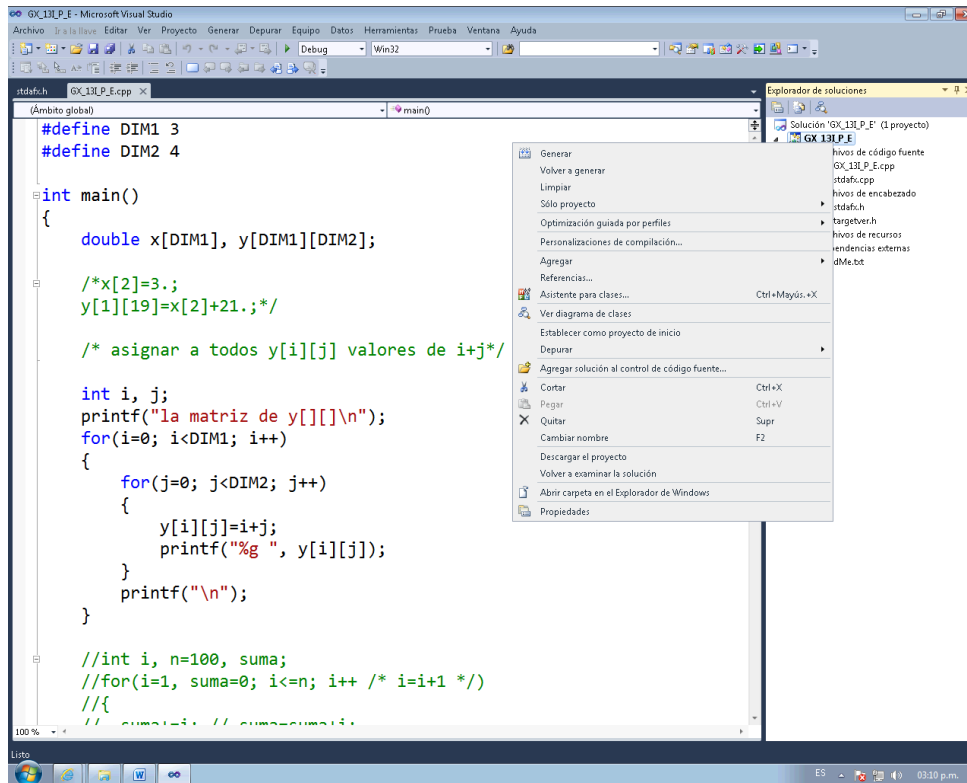 GX_13I_P_E - Microsoft Visual Studio
Archivo Ir a la llave Editar Ver Proyecto Generar Depurar Equipo Datos Herramientas Prueba Ventana Ayuda
Debug Win32
stdafx.h GX_13I_P_E.cpp
(Ámbito global) main()
#define DIM1 3
#define DIM2 4
int main()
{
double x[DIM1], y[DIM1][DIM2];
/*x[2]=3.;
y[1][19]=x[2]+21.;*/
/* asignar a todos y[i][j] valores de i+j*/
int i, j;
printf("la matriz de y[][]\n");
for(i=0; i<DIM1; i++)
{
for(j=0; j<DIM2; j++)
{
y[i][j]=i+j;
printf("%g ", y[i][j]);
}
printf("\n");
}
//int i, n=100, suma;
//for(i=1, suma=0; i<=n; i++ /* i=i+1 */)
//{
// suma+=i; // suma=suma+i;
100 %
Generar
Volver a generar
Limpiar
Sólo proyecto
Optimización guiada por perfiles
Personalizaciones de compilación...
Agregar
Referencias...
Asistente para clases... Ctrl+Mayús.+X
Ver diagrama de clases
Establecer como proyecto de inicio
Depurar
Agregar solución al control de código fuente...
Cortar Ctrl+X
Pegar Ctrl+V
Quitar Supr
Cambiar nombre F2
Descargar el proyecto
Volver a examinar la solución
Abrir carpeta en el Explorador de Windows
Propiedades
Explorador de soluciones
Solución 'GX_13I_P_E' (1 proyecto)
GX_13I_P_E
hivos de código fuente
GX_13I_P_E.cpp
stdafx.cpp
hivos de encabezado
stdafx.h
targetver.h
hivos de recursos
endencias externas
dMe.txt
Listo
ES 03:10 p.m.